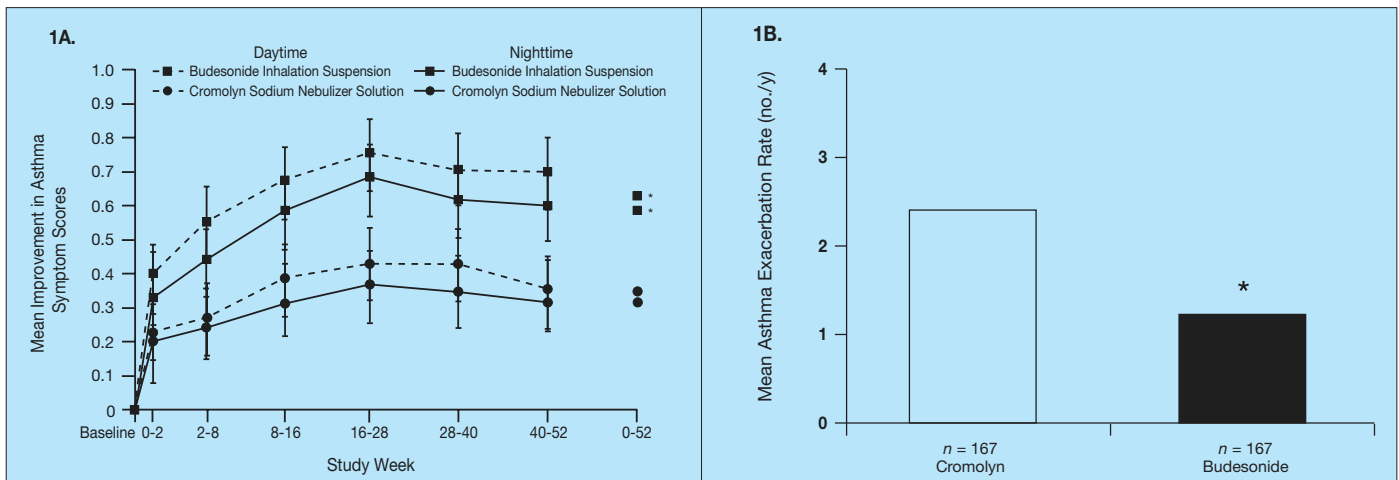 1A.
Daytime
Nighttime
Budesonide Inhalation Suspension
Budesonide Inhalation Suspension
Cromolyn Sodium Nebulizer Solution
Cromolyn Sodium Nebulizer Solution
Mean Improvement in Asthma
Symptom Scores
1.0
0.9
0.8
0.7
0.6
0.5
0.4
0.3
0.2
0.1
0
*
*
Baseline 0-2 2-8 8-16 16-28 28-40 40-52 0-52
Study Week
1B.
Mean Asthma Exacerbation Rate (no./y)
4
3
2
1
0
*
n = 167
Cromolyn
n = 167
Budesonide